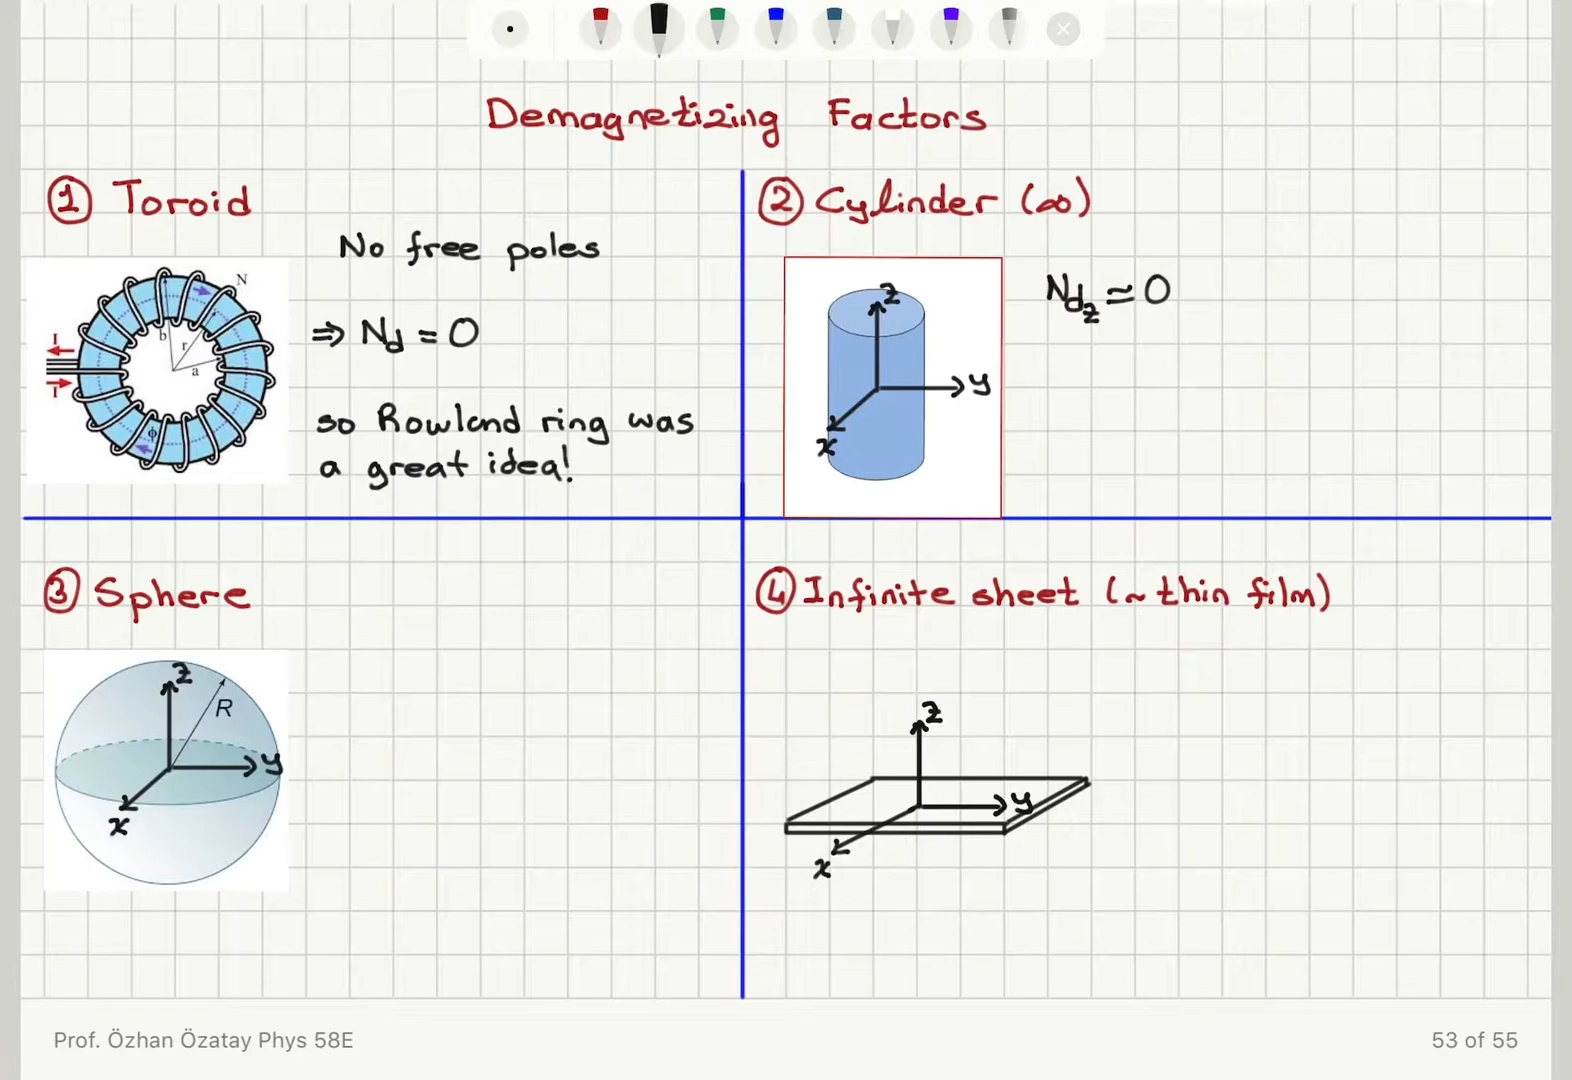 Demagnetizing Factors
① Toroid
No free poles
N
b
r
a
I
I
ϕ
⇒ Nd = 0
so Rowland ring was
a great idea!
② Cylinder (∞)
z
y
x
Ndz ≃ 0
③ Sphere
z
R
y
x
④ Infinite sheet (~ thin film)
z
y
x
Prof. Özhan Özatay Phys 58E
53 of 55